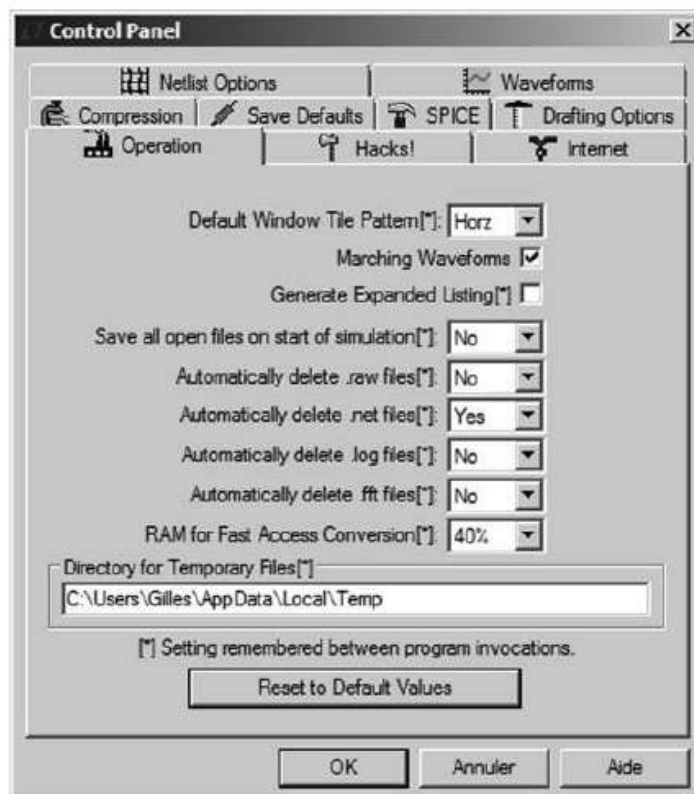 Control Panel
Netlist Options
Waveforms
Compression
Save Defaults
SPICE
Drafting Options
Operation
Hacks!
Internet
Default Window Tile Pattern[*]: Horz
Marching Waveforms
Generate Expanded Listing[*]
Save all open files on start of simulation[*]: No
Automatically delete .raw files[*]: No
Automatically delete .net files[*]: Yes
Automatically delete .log files[*]: No
Automatically delete .fft files[*]: No
RAM for Fast Access Conversion[*]: 40%
Directory for Temporary Files[*]
C:\Users\Gilles\AppData\Local\Temp
[*] Setting remembered between program invocations.
Reset to Default Values
OK
Annuler
Aide